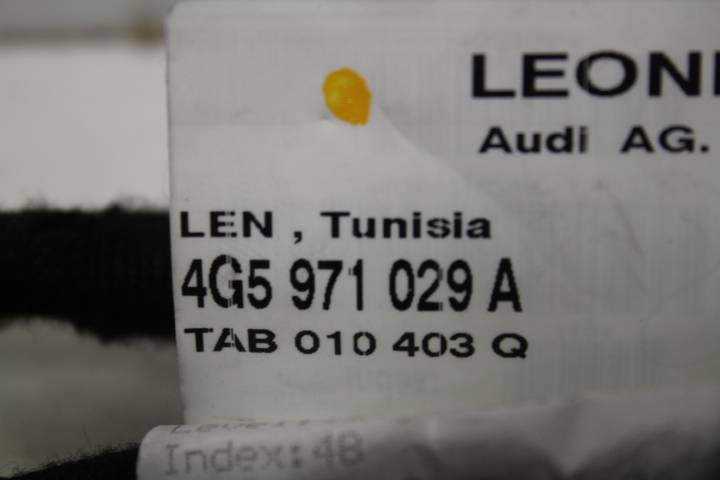 LEONI
Audi AG.
LEN , Tunisia
4G5 971 029 A
TAB 010 403 Q
Index:48